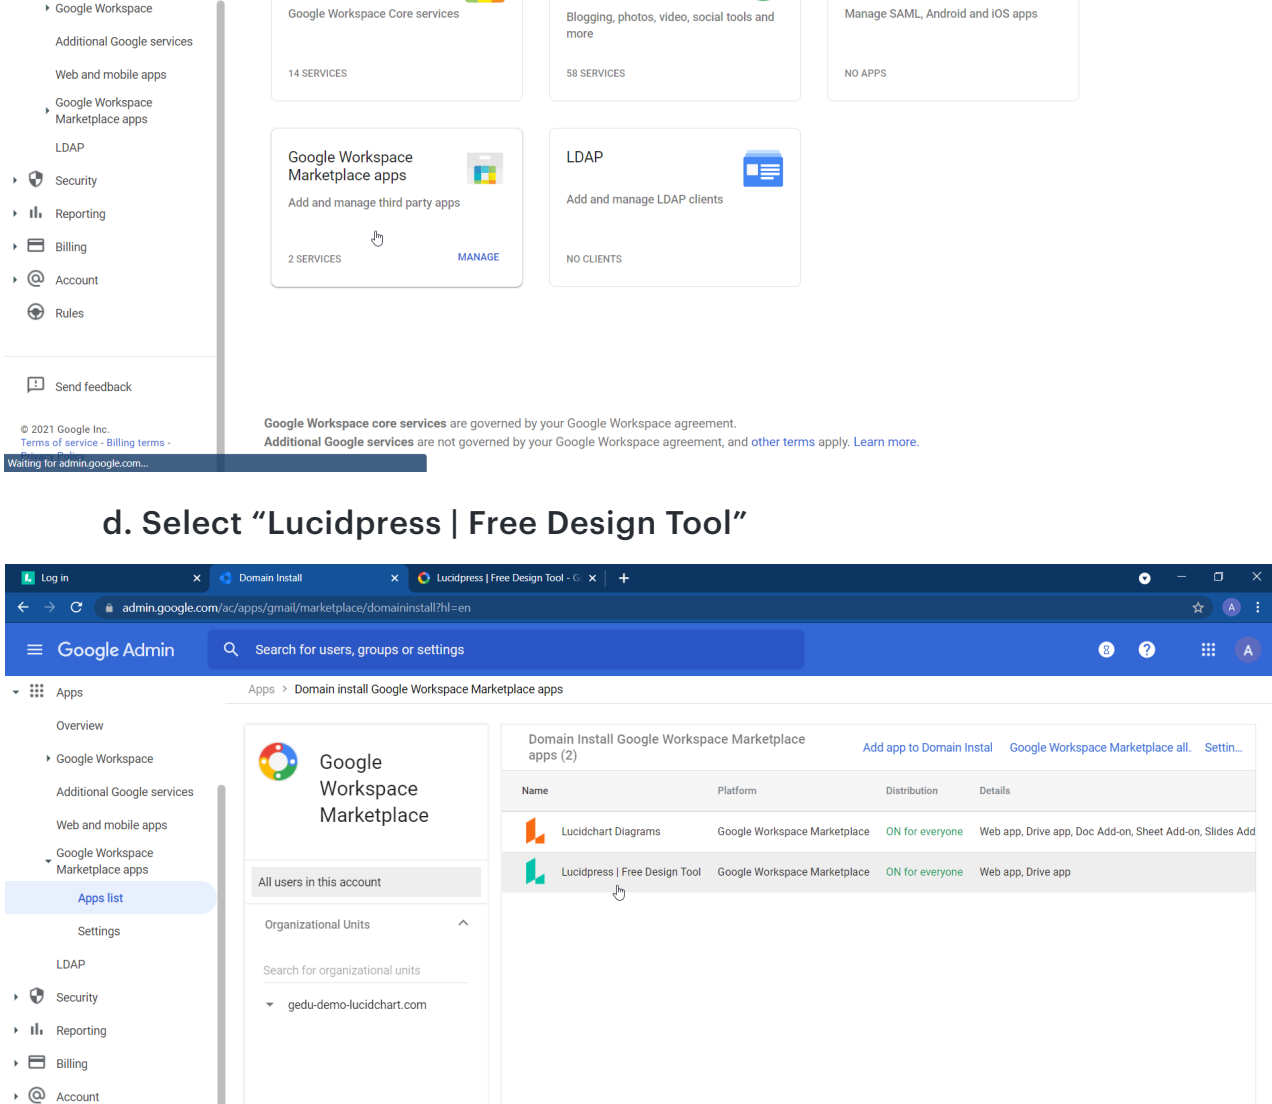 Google Workspace
Additional Google services
Web and mobile apps
Google Workspace
Marketplace apps
LDAP
Security
Reporting
Billing
Account
Rules
Send feedback
© 2021 Google Inc.
Terms of service - Billing terms -
Privacy Policy
Waiting for admin.google.com...
Google Workspace Core services
14 SERVICES
Blogging, photos, video, social tools and
more
58 SERVICES
Manage SAML, Android and iOS apps
NO APPS
Google Workspace
Marketplace apps
Add and manage third party apps
2 SERVICES
MANAGE
LDAP
Add and manage LDAP clients
NO CLIENTS
Google Workspace core services are governed by your Google Workspace agreement.
Additional Google services are not governed by your Google Workspace agreement, and other terms apply. Learn more.
d. Select “Lucidpress | Free Design Tool”
Log in
Domain Install
Lucidpress | Free Design Tool - G
admin.google.com/ac/apps/gmail/marketplace/domaininstall?hl=en
A
Google Admin
Search for users, groups or settings
8
?
A
Apps
Overview
Google Workspace
Additional Google services
Web and mobile apps
Google Workspace
Marketplace apps
Apps list
Settings
LDAP
Security
Reporting
Billing
Account
Apps > Domain install Google Workspace Marketplace apps
Google
Workspace
Marketplace
All users in this account
Organizational Units
Search for organizational units
gedu-demo-lucidchart.com
Domain Install Google Workspace Marketplace
apps (2)
Add app to Domain Instal
Google Workspace Marketplace all.
Settin...
Name Platform Distribution Details
Lucidchart Diagrams Google Workspace Marketplace ON for everyone Web app, Drive app, Doc Add-on, Sheet Add-on, Slides Add
Lucidpress | Free Design Tool Google Workspace Marketplace ON for everyone Web app, Drive app